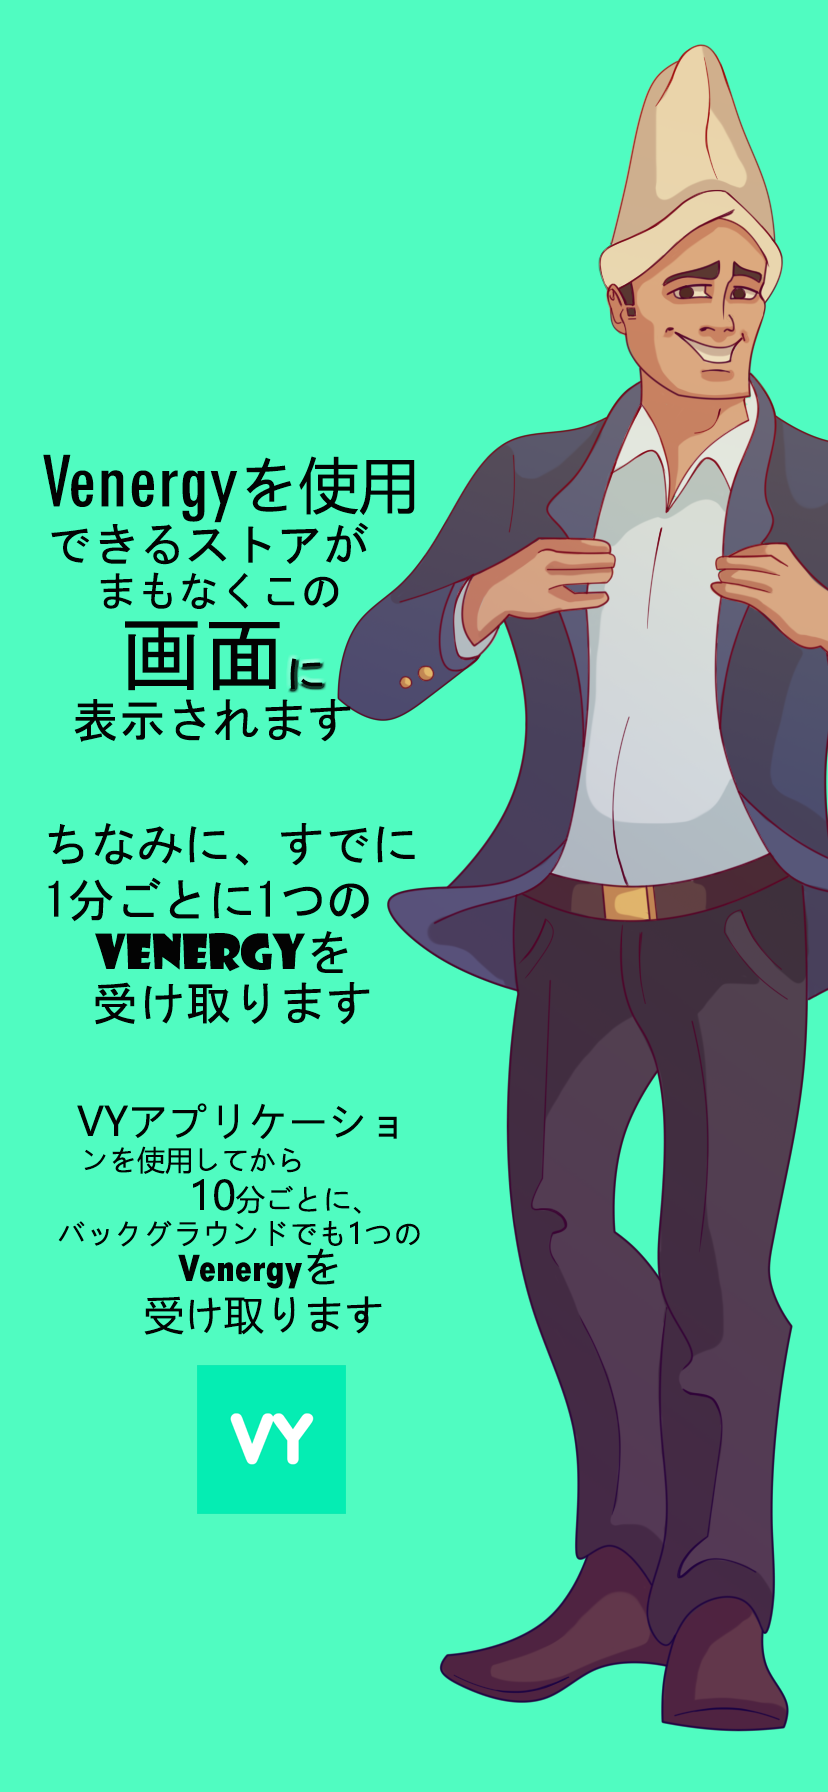 Venergyを使用
できるストアが
まもなくこの
画面に
表示されます
ちなみに、すでに
1分ごとに1つの
VENERGYを
受け取ります
VYアプリケーショ
ンを使用してから
10分ごとに、
バックグラウンドでも1つの
Venergyを
受け取ります
VY